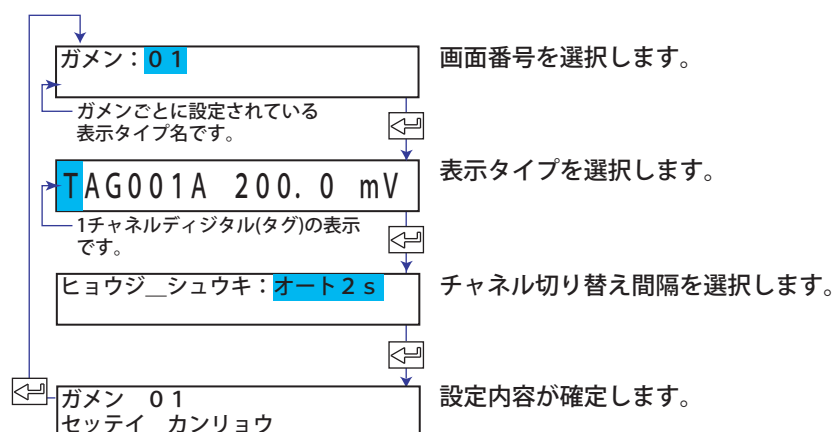 ガメン：０１
画面番号を選択します。
ガメンごとに設定されている
表示タイプ名です。
TAG001A 200.0 mV
表示タイプを選択します。
1チャネルディジタル(タグ)の表示
です。
ヒョウジ＿シュウキ：オート２ｓ
チャネル切り替え間隔を選択します。
ガメン ０１
設定内容が確定します。
セッテイ カンリョウ